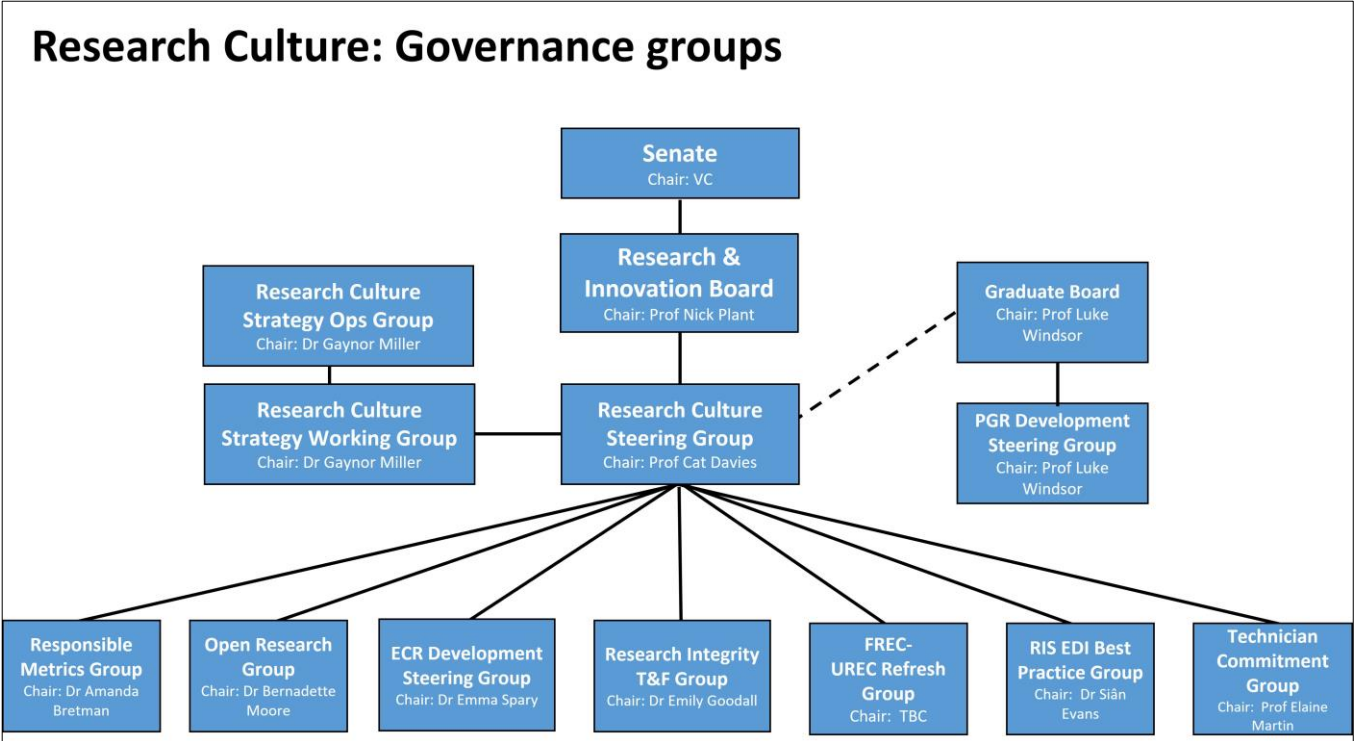 Research Culture: Governance groups
Senate
Chair: VC
Research &
Innovation Board
Chair: Prof Nick Plant
Research Culture
Strategy Ops Group
Chair: Dr Gaynor Miller
Graduate Board
Chair: Prof Luke
Windsor
Research Culture
Strategy Working Group
Chair: Dr Gaynor Miller
Research Culture
Steering Group
Chair: Prof Cat Davies
PGR Development
Steering Group
Chair: Prof Luke
Windsor
Responsible
Metrics Group
Chair: Dr Amanda
Bretman
Open Research
Group
Chair: Dr Bernadette
Moore
ECR Development
Steering Group
Chair: Dr Emma Spary
Research Integrity
T&F Group
Chair: Dr Emily Goodall
FREC-
UREC Refresh
Group
Chair: TBC
RIS EDI Best
Practice Group
Chair: Dr Siân
Evans
Technician
Commitment
Group
Chair: Prof Elaine
Martin